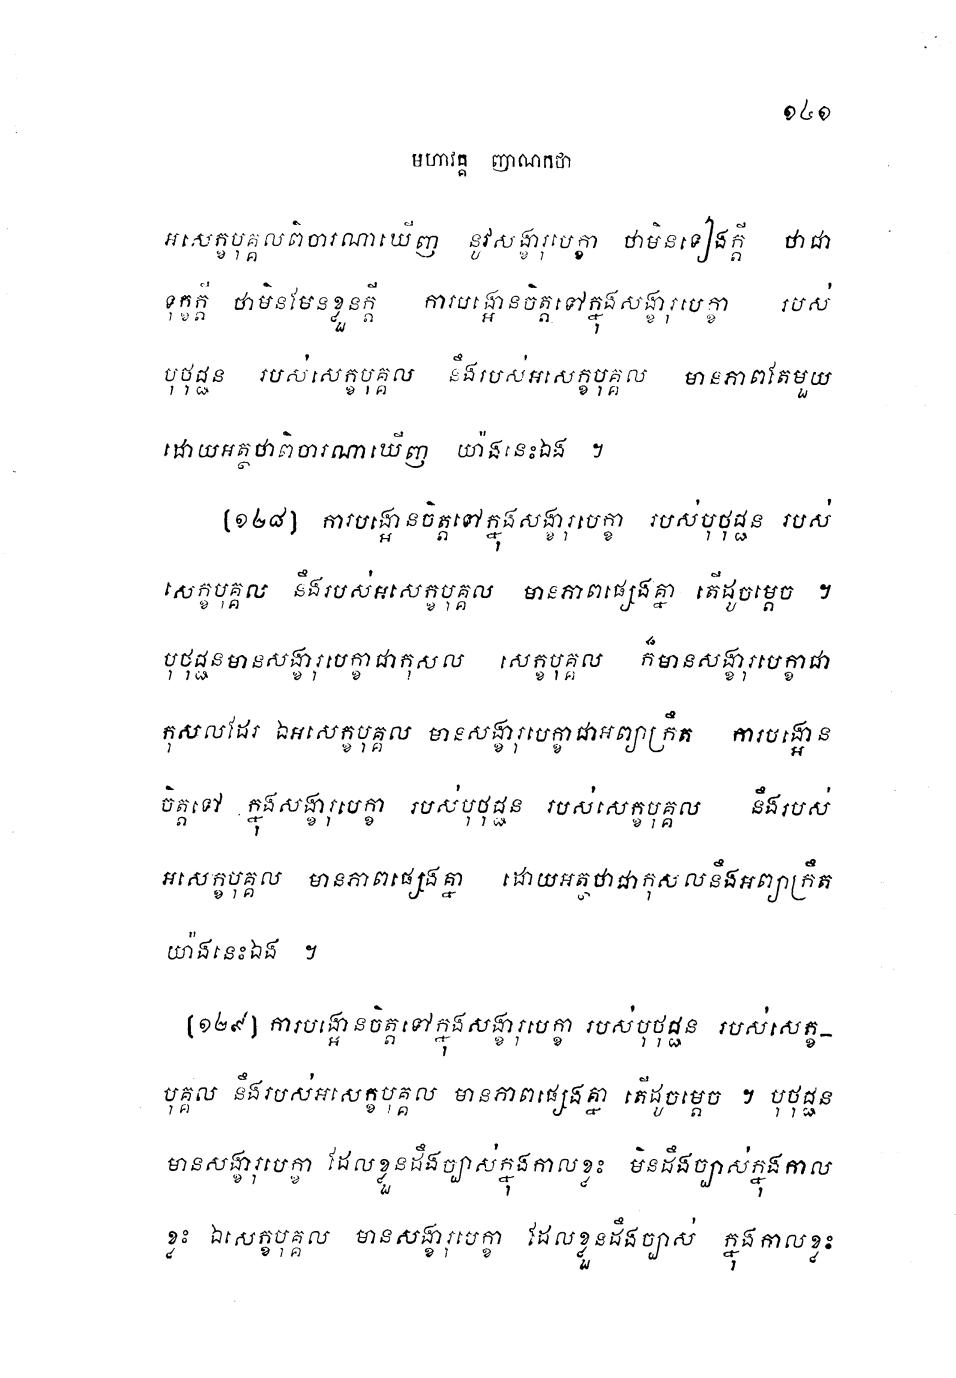 ១៤១
មហាវគ្គ ញាណកថា
អសេក្ខបុគ្គលពិចារណាឃើញ នូវសង្ខារុបេក្ខា ថាមិនទៀងក្តី ថាជា
ទុក្ខក្តី ថាមិនមែនខ្លួនក្តី ការបង្អោនចិត្តទៅក្នុងសង្ខារុបេក្ខា របស់
បុថុជ្ជន របស់សេក្ខបុគ្គល នឹងរបស់អសេក្ខបុគ្គល មានភាពតែមួយ
ដោយអត្ថថាពិចារណាឃើញ យ៉ាងនេះឯង ។
[១២៨] ការបង្អោនចិត្តទៅក្នុងសង្ខារុបេក្ខា របស់បុថុជ្ជន របស់
សេក្ខបុគ្គល នឹងរបស់អសេក្ខបុគ្គល មានភាពផ្សេងគ្នា តើដូចម្តេច ។
បុថុជ្ជនមានសង្ខារុបេក្ខាជាកុសល សេក្ខបុគ្គល ក៏មានសង្ខារុបេក្ខាជា
កុសលដែរ ឯអសេក្ខបុគ្គល មានសង្ខារុបេក្ខាជាអព្យាក្រឹត ការបង្អោន
ចិត្តទៅ ក្នុងសង្ខារុបេក្ខា របស់បុថុជ្ជន របស់សេក្ខបុគ្គល នឹងរបស់
អសេក្ខបុគ្គល មានភាពផ្សេងគ្នា ដោយអត្ថថាជាកុសលនឹងអព្យាក្រឹត
យ៉ាងនេះឯង ។
[១២៩] ការបង្អោនចិត្តទៅក្នុងសង្ខារុបេក្ខា របស់បុថុជ្ជន របស់សេក្ខ-
បុគ្គល នឹងរបស់អសេក្ខបុគ្គល មានភាពផ្សេងគ្នា តើដូចម្តេច ។ បុថុជ្ជន
មានសង្ខារុបេក្ខា ដែលខ្លួនដឹងច្បាស់ក្នុងកាលខ្លះ មិនដឹងច្បាស់ក្នុងកាល
ខ្លះ ឯសេក្ខបុគ្គល មានសង្ខារុបេក្ខា ដែលខ្លួនដឹងច្បាស់ ក្នុងកាលខ្លះ